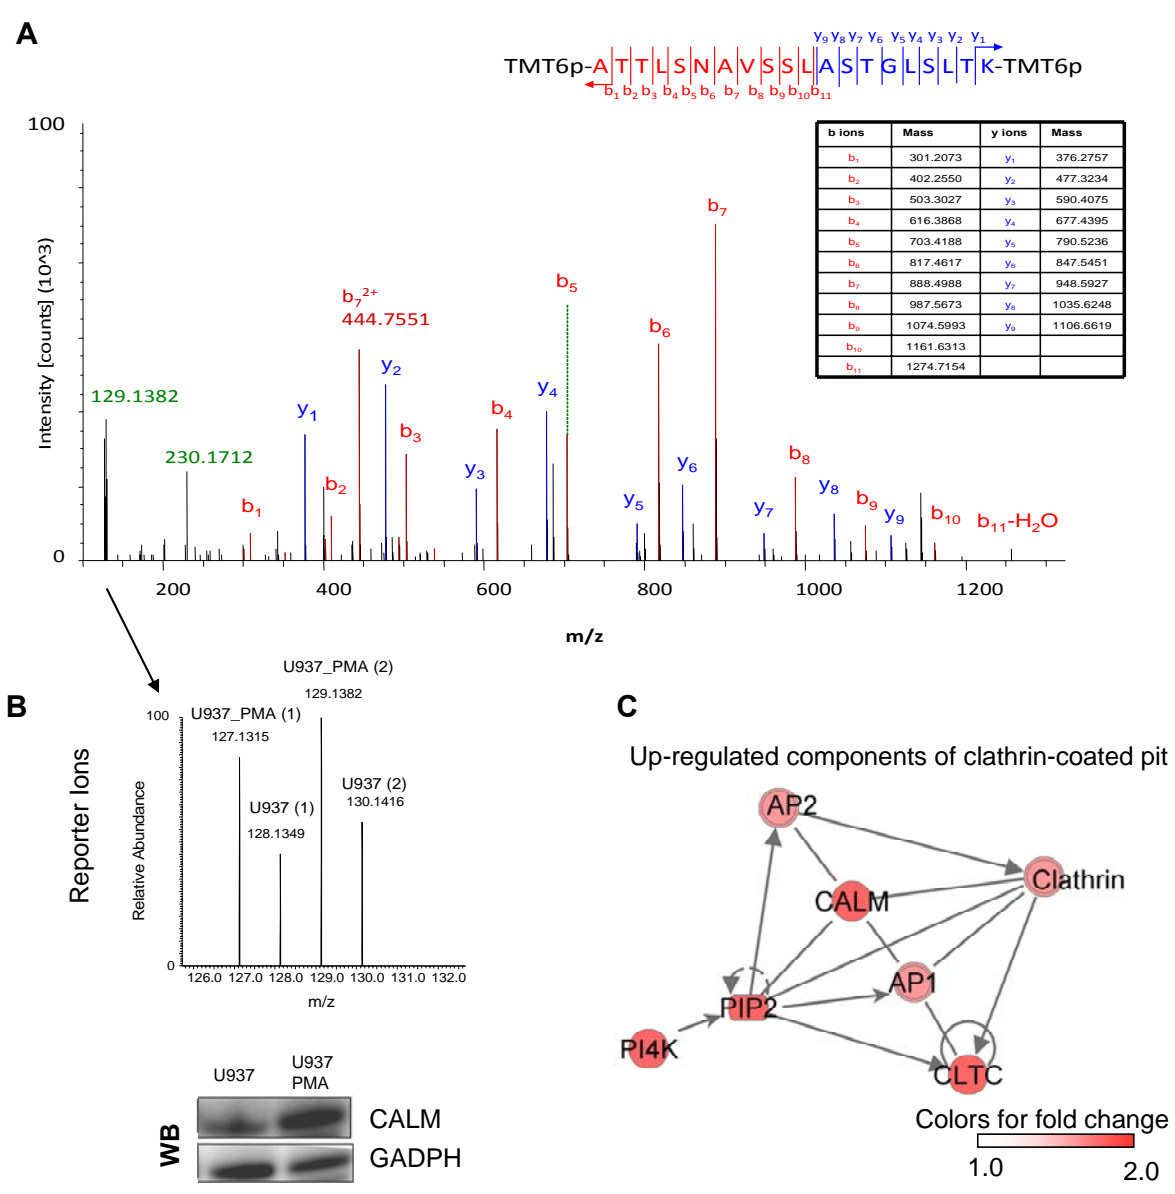 A
y9 y8 y7 y6 y5 y4 y3 y2 y1
TMT6p-ATTLSNAVSSLASTGLSLTK-TMT6p
b1 b2 b3 b4 b5 b6 b7 b8 b9 b10 b11
b ions Mass y ions Mass
b1 301.2073 y1 376.2757
b2 402.2550 y2 477.3234
b3 503.3027 y3 590.4075
b4 616.3868 y4 677.4395
b5 703.4188 y5 790.5236
b6 817.4617 y6 847.5451
b7 888.4988 y7 948.5927
b8 987.5673 y8 1035.6248
b9 1074.5993 y9 1106.6619
b10 1161.6313
b11 1274.7154
100
0
Intensity [counts] (10^3)
129.1382
230.1712
b1
y1
b2
b7 2+
444.7551
y2
b3
y3
b4
y4
b5
y5
b6
y6
b7
y7
b8
y8
b9
y9
b10
b11-H2O
200 400 600 800 1000 1200
m/z
B
Reporter Ions
U937_PMA (2)
129.1382
U937_PMA (1)
127.1315
U937 (2)
130.1416
U937 (1)
128.1349
100
0
Relative Abundance
126.0 127.0 128.0 129.0 130.0 131.0 132.0
m/z
U937
U937
PMA
WB
CALM
GADPH
C
Up-regulated components of clathrin-coated pit
AP2
Clathrin
CALM
AP1
PIP2
PI4K
CLTC
Colors for fold change
1.0 2.0